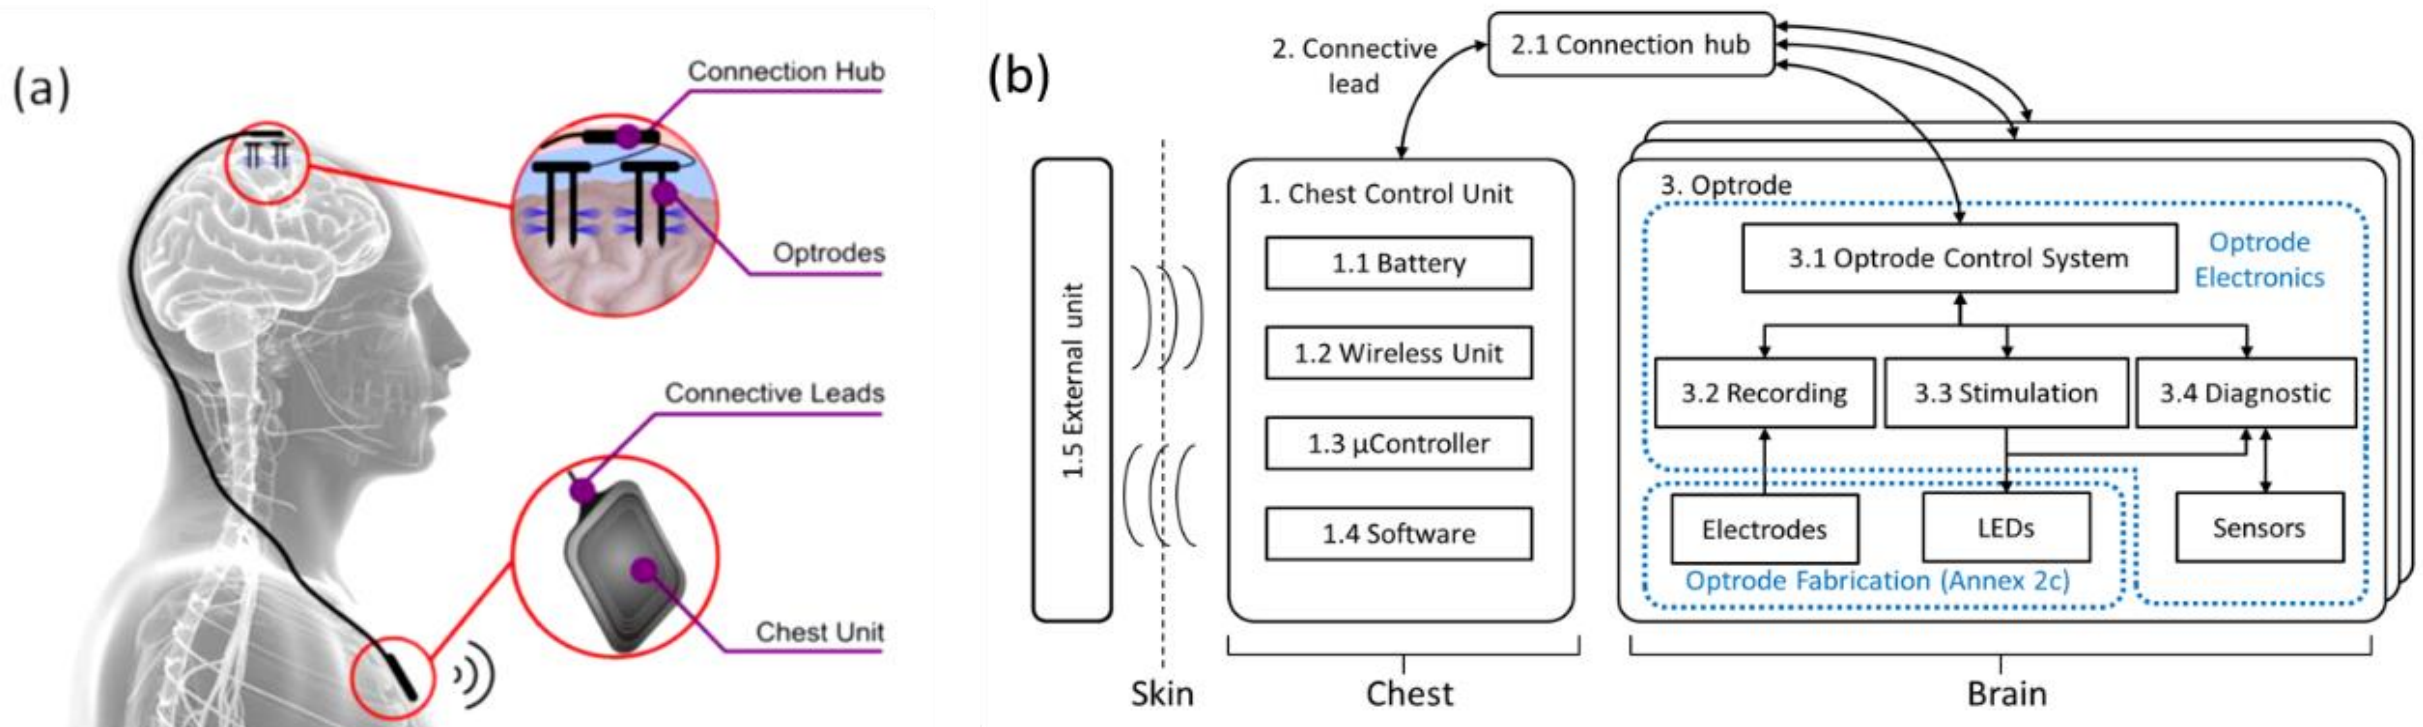 (a)
Connection Hub
Optrodes
Connective Leads
Chest Unit
(b)
2. Connective
lead
2.1 Connection hub
1.5 External unit
1. Chest Control Unit
1.1 Battery
1.2 Wireless Unit
1.3 µController
1.4 Software
3. Optrode
3.1 Optrode Control System
Optrode
Electronics
3.2 Recording
3.3 Stimulation
3.4 Diagnostic
Electrodes
LEDs
Sensors
Optrode Fabrication (Annex 2c)
Skin
Chest
Brain